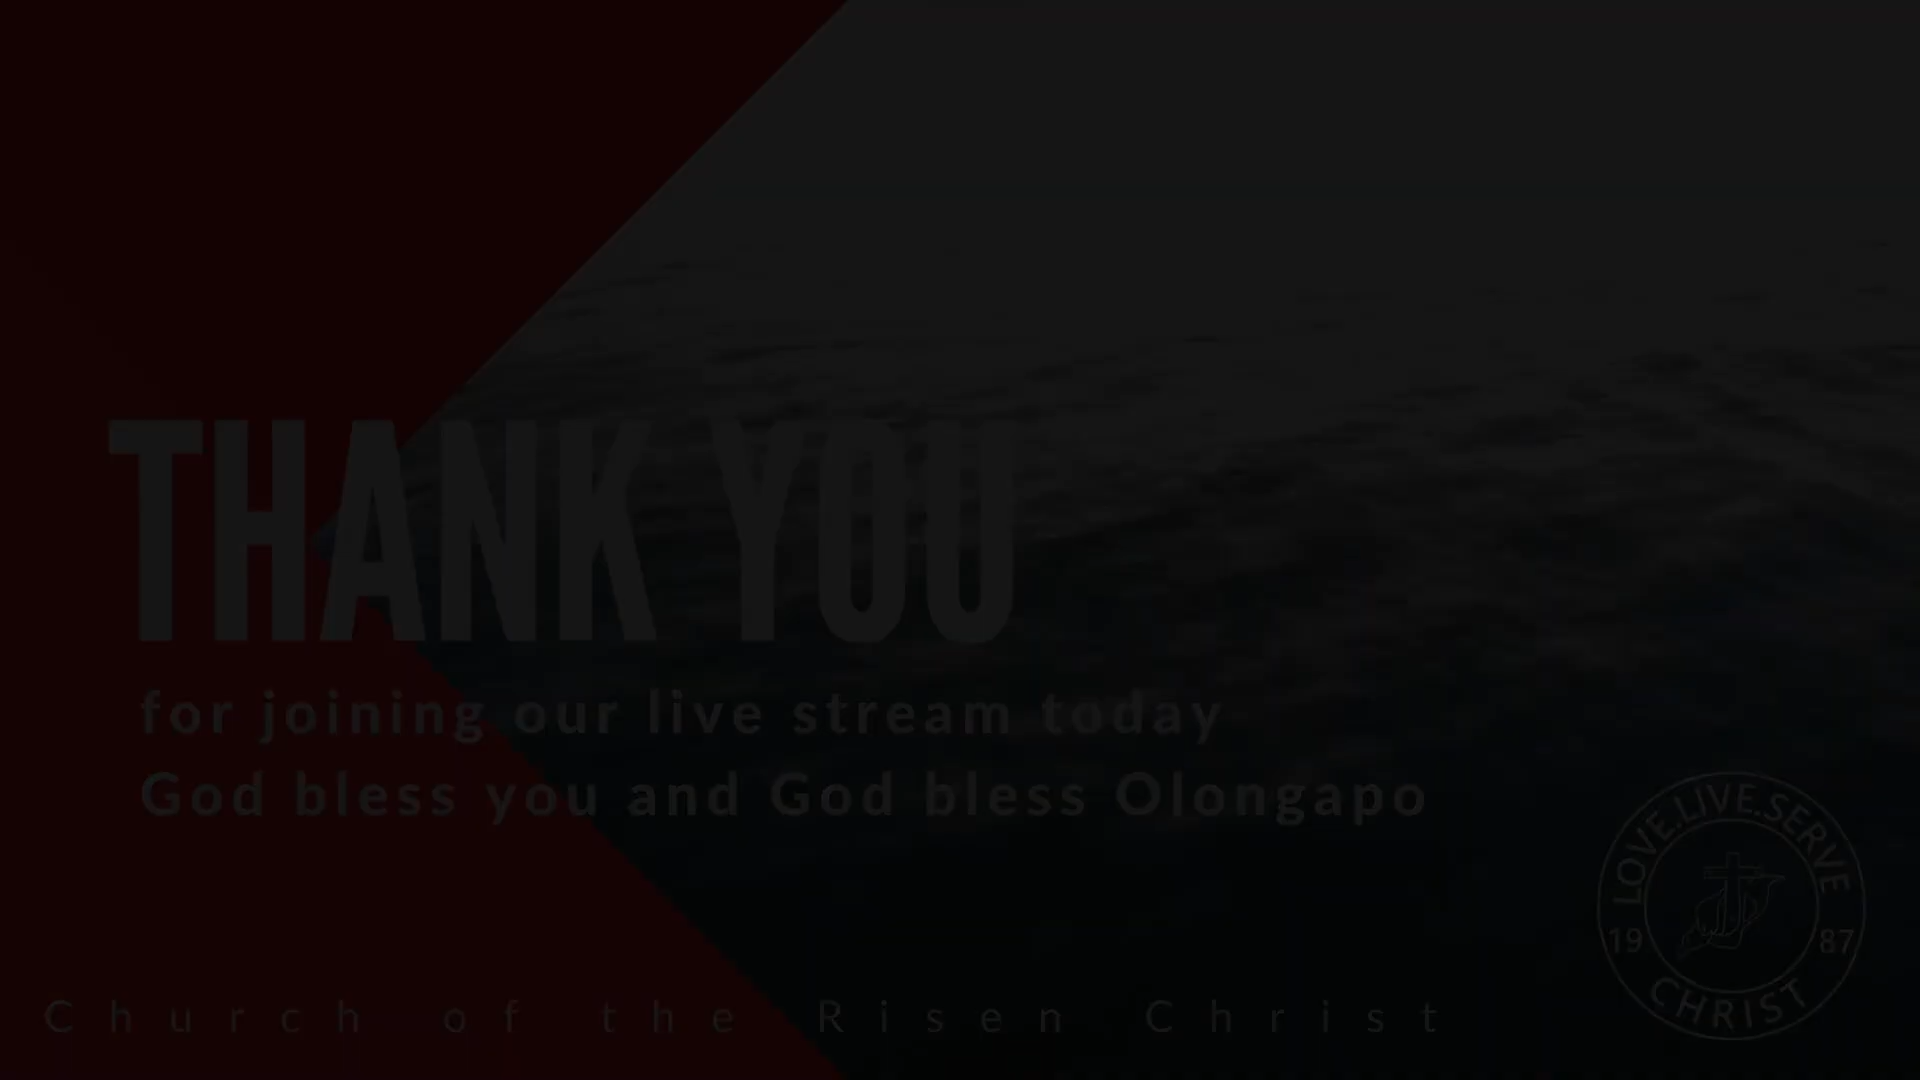 THANK YOU
for joining our live stream today
God bless you and God bless Olongapo
LOVE.LIVE.SERVE
19 87
CHRIST
Church of the Risen Christ